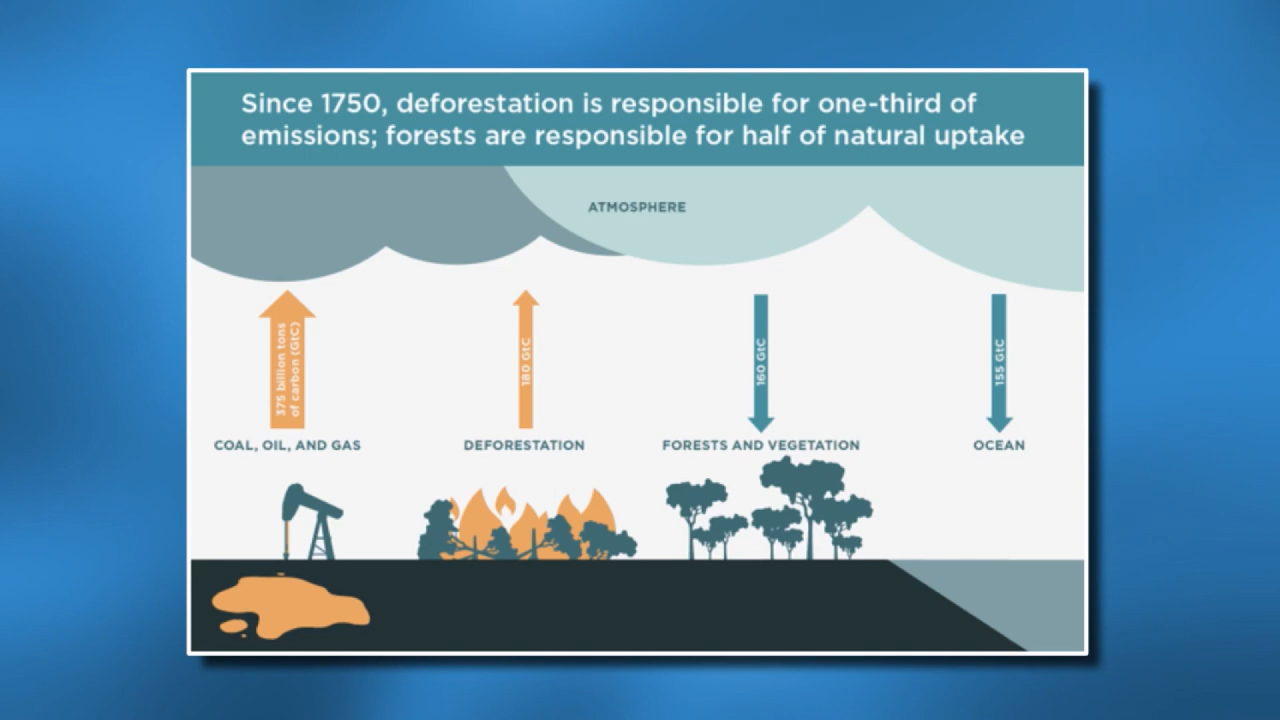 Since 1750, deforestation is responsible for one-third of
emissions; forests are responsible for half of natural uptake
ATMOSPHERE
375 billion tons
of carbon (GtC)
180 GtC
160 GtC
155 GtC
COAL, OIL, AND GAS
DEFORESTATION
FORESTS AND VEGETATION
OCEAN